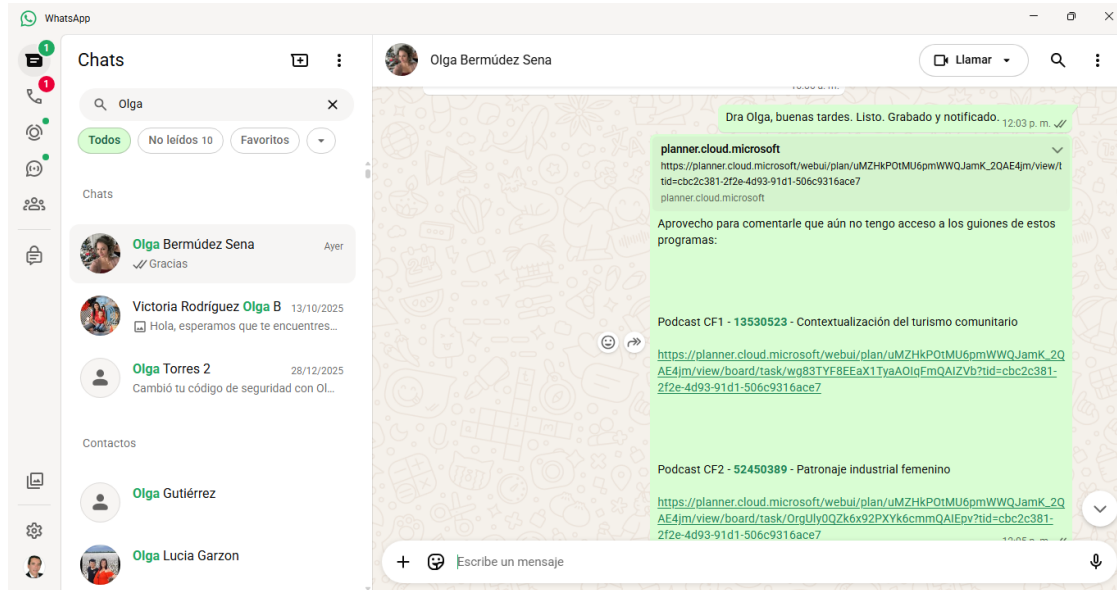 WhatsApp
1
Chats
1
Olga
Todos
No leídos 10
Favoritos
Chats
Olga Bermúdez Sena
Ayer
Gracias
Victoria Rodríguez Olga B
13/10/2025
Hola, esperamos que te encuentres...
Olga Torres 2
28/12/2025
Cambió tu código de seguridad con Ol...
Contactos
Olga Gutiérrez
Olga Lucia Garzon
Olga Bermúdez Sena
Llamar
Dra Olga, buenas tardes. Listo. Grabado y notificado.
12:03 p. m.
planner.cloud.microsoft
https://planner.cloud.microsoft/webui/plan/uMZHkPOtMU6pmWWQJamK_2QAE4jm/view/
tid=cbc2c381-2f2e-4d93-91d1-506c9316ace7
planner.cloud.microsoft
Aprovecho para comentarle que aún no tengo acceso a los guiones de estos
programas:
Podcast CF1 - 13530523 - Contextualización del turismo comunitario
https://planner.cloud.microsoft/webui/plan/uMZHkPOtMU6pmWWQJamK_2Q
AE4jm/view/board/task/wg83TYF8EEaX1TyaAOIqFmQAIZVb?tid=cbc2c381-
2f2e-4d93-91d1-506c9316ace7
Podcast CF2 - 52450389 - Patronaje industrial femenino
https://planner.cloud.microsoft/webui/plan/uMZHkPOtMU6pmWWQJamK_2Q
AE4jm/view/board/task/OrgUly0QZk6x92PXYk6cmmQAIEpv?tid=cbc2c381-
2f2e-4d93-91d1-506c9316ace7
12:05 p. m.
Escribe un mensaje